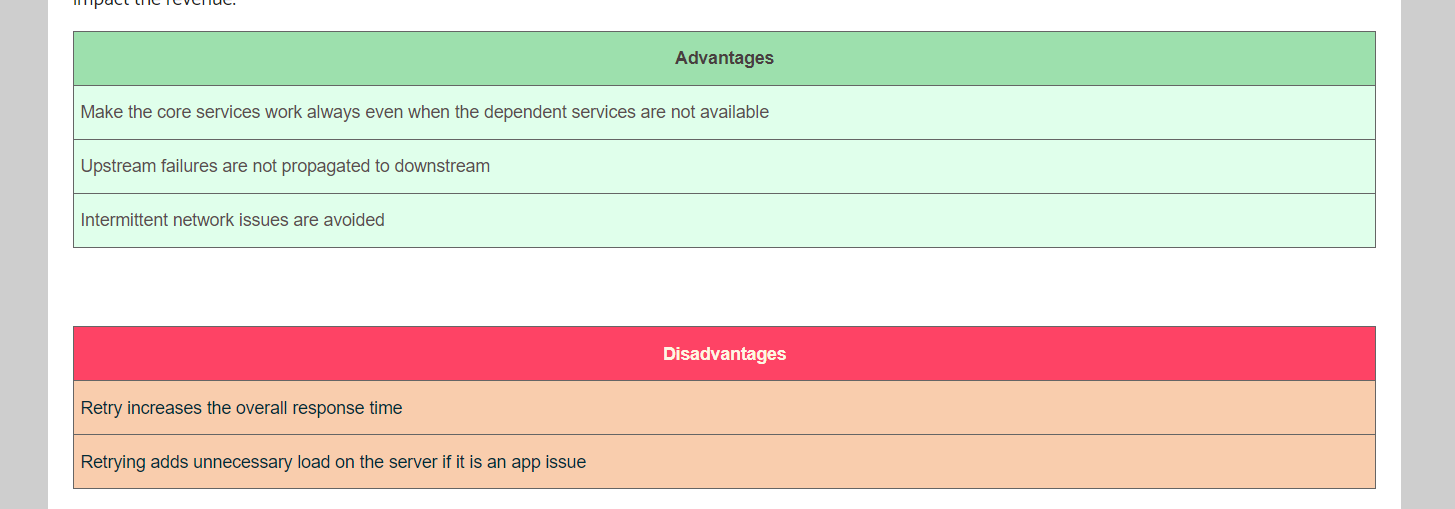 impact the revenue.
Advantages
Make the core services work always even when the dependent services are not available
Upstream failures are not propagated to downstream
Intermittent network issues are avoided
Disadvantages
Retry increases the overall response time
Retrying adds unnecessary load on the server if it is an app issue